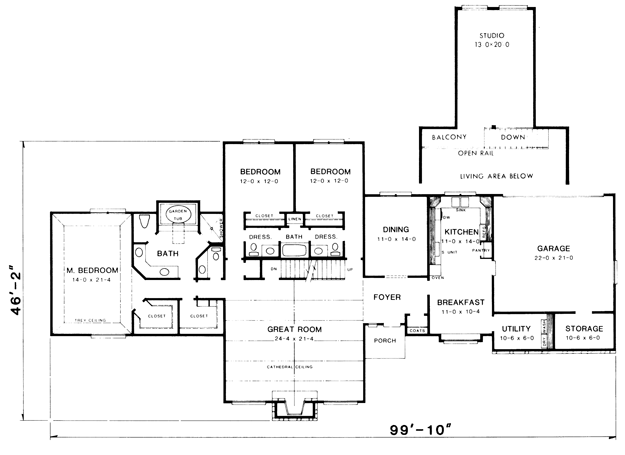 STUDIO
13-0 x 20-0
BALCONY
DOWN
OPEN RAIL
LIVING AREA BELOW
BEDROOM
12-0 x 12-0
BEDROOM
12-0 x 12-0
CLOSET
LINEN
CLOSET
DRESS.
BATH
DRESS.
GARDEN
TUB
SHOWER
BATH
M. BEDROOM
14-0 x 21-4
TREY CEILING
CLOSET
CLOSET
DN
UP
DINING
11-0 x 14-0
DW
SINK
KITCHEN
11-0 x 14-0
PANTRY
S. UNIT
OVEN
GARAGE
22-0 x 21-0
FOYER
BREAKFAST
11-0 x 10-4
COATS
PORCH
GREAT ROOM
24-4 x 21-4
CATHEDRAL CEILING
UTILITY
10-6 x 6-0
STORAGE
10-6 x 6-0
46'-2"
99'-10"